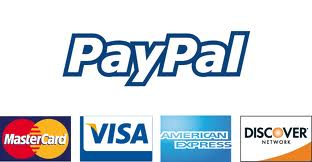 PayPal
MasterCard
VISA
AMERICAN
EXPRESS
DISCOVER
NETWORK